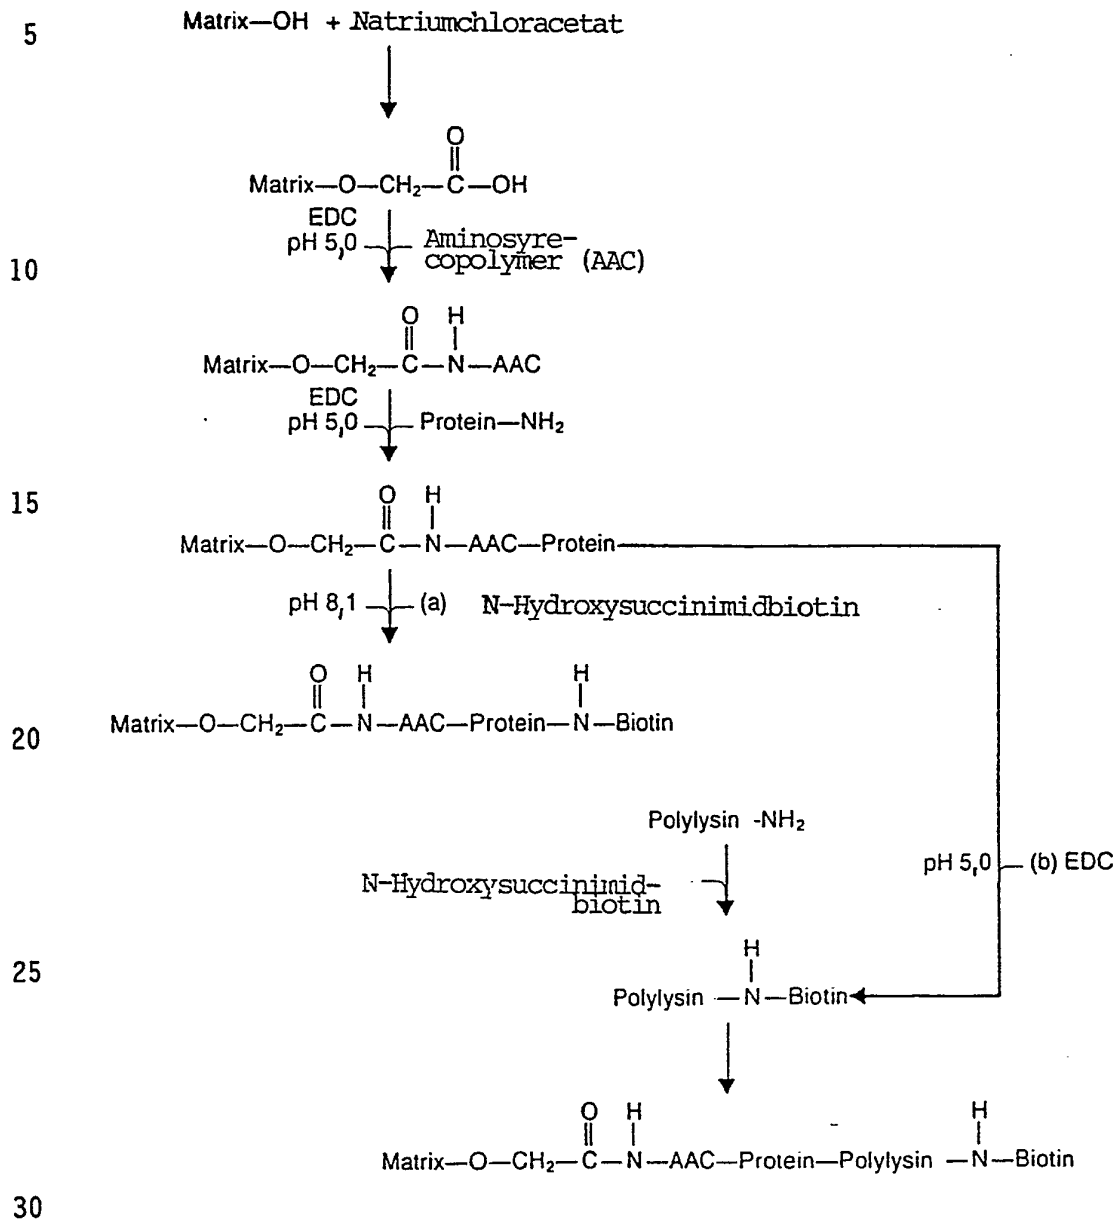 5
Matrix—OH + Natriumchloracetat
O
Matrix—O—CH₂—C—OH
EDC
pH 5,0
Aminosyre-
copolymer (AAC)
10
O H
Matrix—O—CH₂—C—N—AAC
EDC
pH 5,0
Protein—NH₂
15
O H
Matrix—O—CH₂—C—N—AAC—Protein
pH 8,1 (a) N-Hydroxysuccinimidbiotin
O H H
Matrix—O—CH₂—C—N—AAC—Protein—N—Biotin
20
Polylysin -NH₂
pH 5,0 (b) EDC
N-Hydroxysuccinimid-
biotin
25
H
Polylysin —N—Biotin
O H H
Matrix—O—CH₂—C—N—AAC—Protein—Polylysin —N—Biotin
30